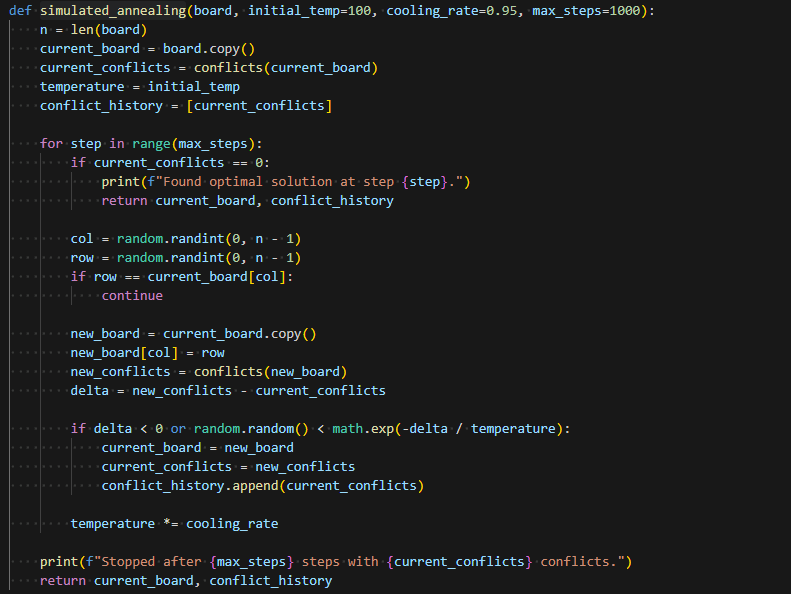 def simulated_annealing(board, initial_temp=100, cooling_rate=0.95, max_steps=1000):
    n = len(board)
    current_board = board.copy()
    current_conflicts = conflicts(current_board)
    temperature = initial_temp
    conflict_history = [current_conflicts]

    for step in range(max_steps):
        if current_conflicts == 0:
            print(f"Found optimal solution at step {step}.")
            return current_board, conflict_history

        col = random.randint(0, n - 1)
        row = random.randint(0, n - 1)
        if row == current_board[col]:
            continue

        new_board = current_board.copy()
        new_board[col] = row
        new_conflicts = conflicts(new_board)
        delta = new_conflicts - current_conflicts

        if delta < 0 or random.random() < math.exp(-delta / temperature):
            current_board = new_board
            current_conflicts = new_conflicts
            conflict_history.append(current_conflicts)

        temperature *= cooling_rate

    print(f"Stopped after {max_steps} steps with {current_conflicts} conflicts.")
    return current_board, conflict_history